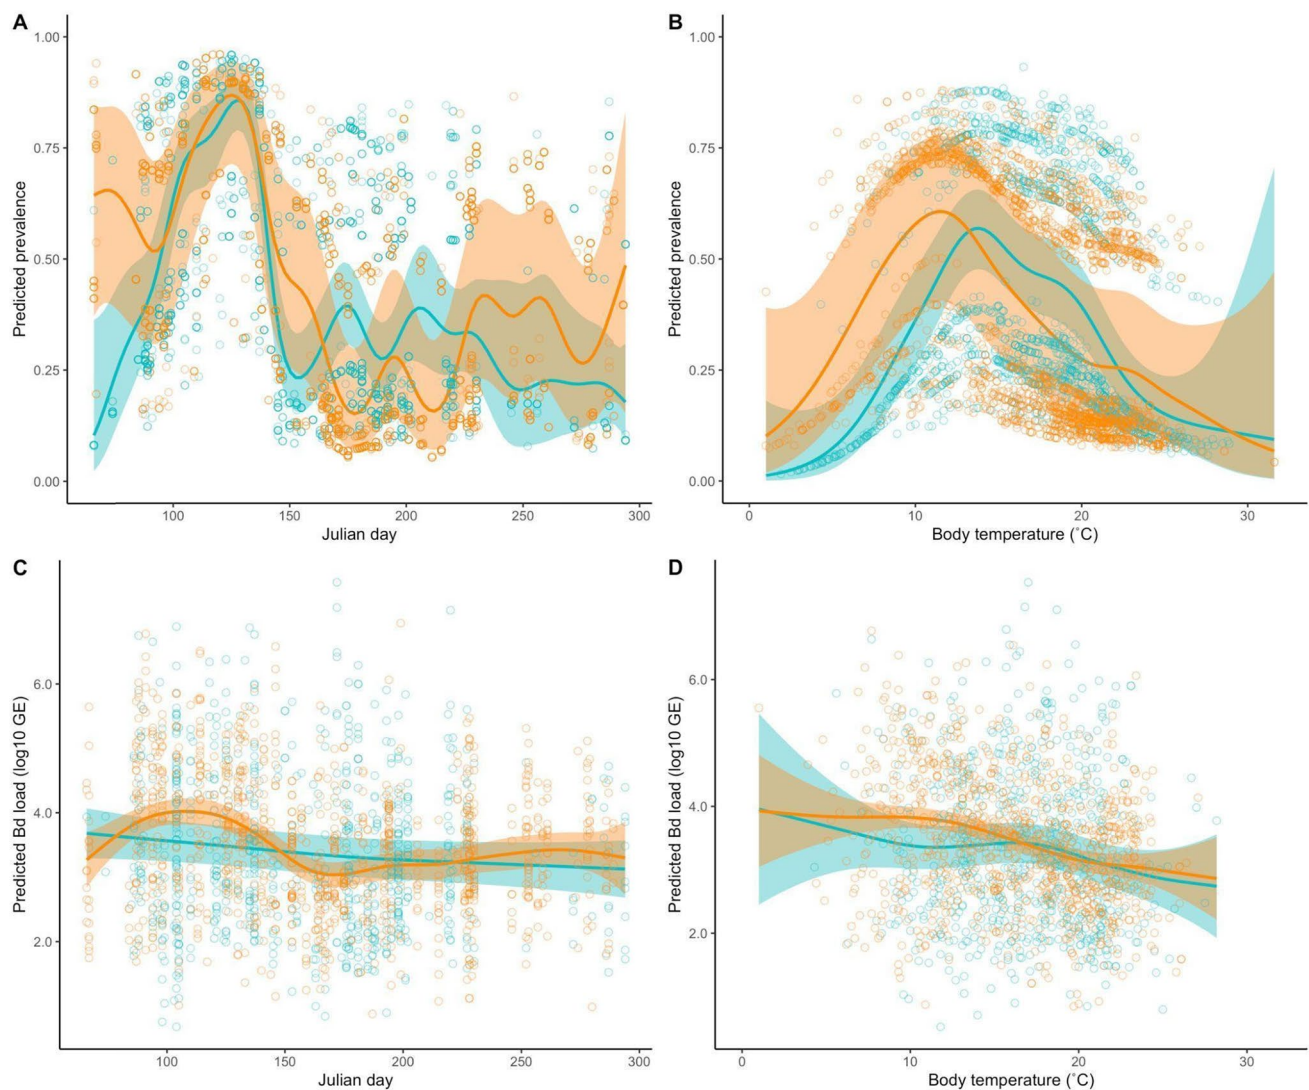 A
1.00
0.75
0.50
0.25
0.00
Predicted prevalence
100
150
200
250
300
Julian day
B
1.00
0.75
0.50
0.25
0.00
Predicted prevalence
0
10
20
30
Body temperature (˚C)
C
6.0
4.0
2.0
Predicted Bd load (log10 GE)
100
150
200
250
300
Julian day
D
6.0
4.0
2.0
Predicted Bd load (log10 GE)
0
10
20
30
Body temperature (˚C)